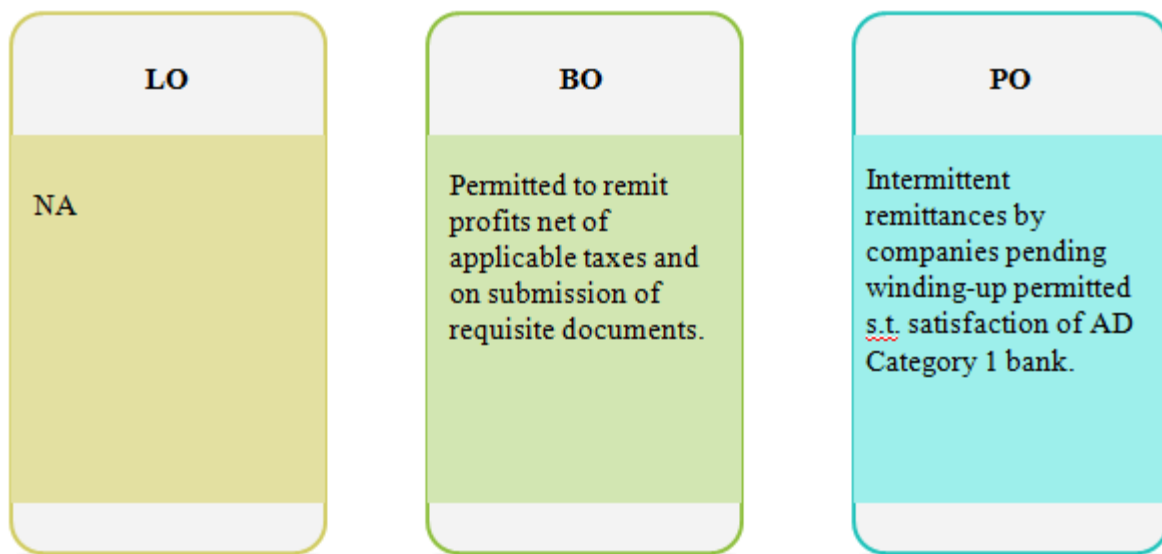 LO
NA
BO
Permitted to remit
profits net of
applicable taxes and
on submission of
requisite documents.
PO
Intermittent
remittances by
companies pending
winding-up permitted
s.t. satisfaction of AD
Category 1 bank.